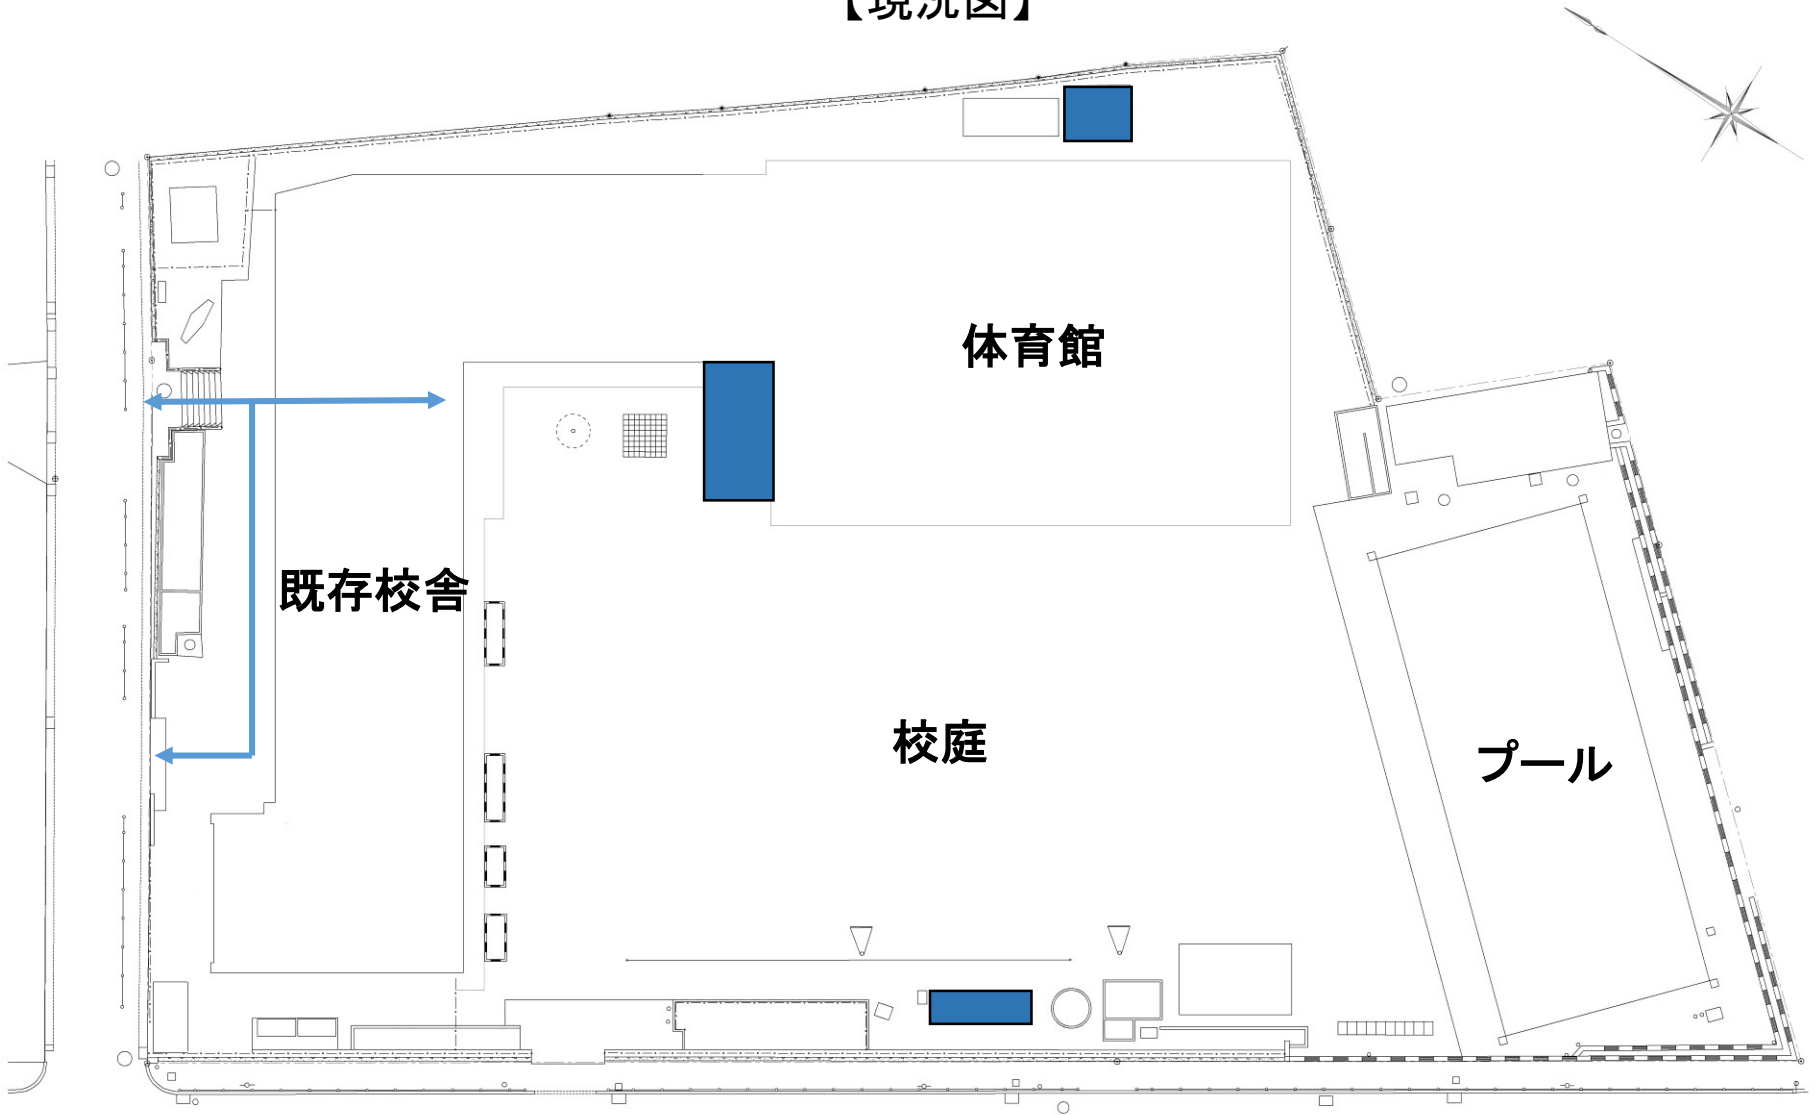 【現況図】
体育館
既存校舎
校庭
プール